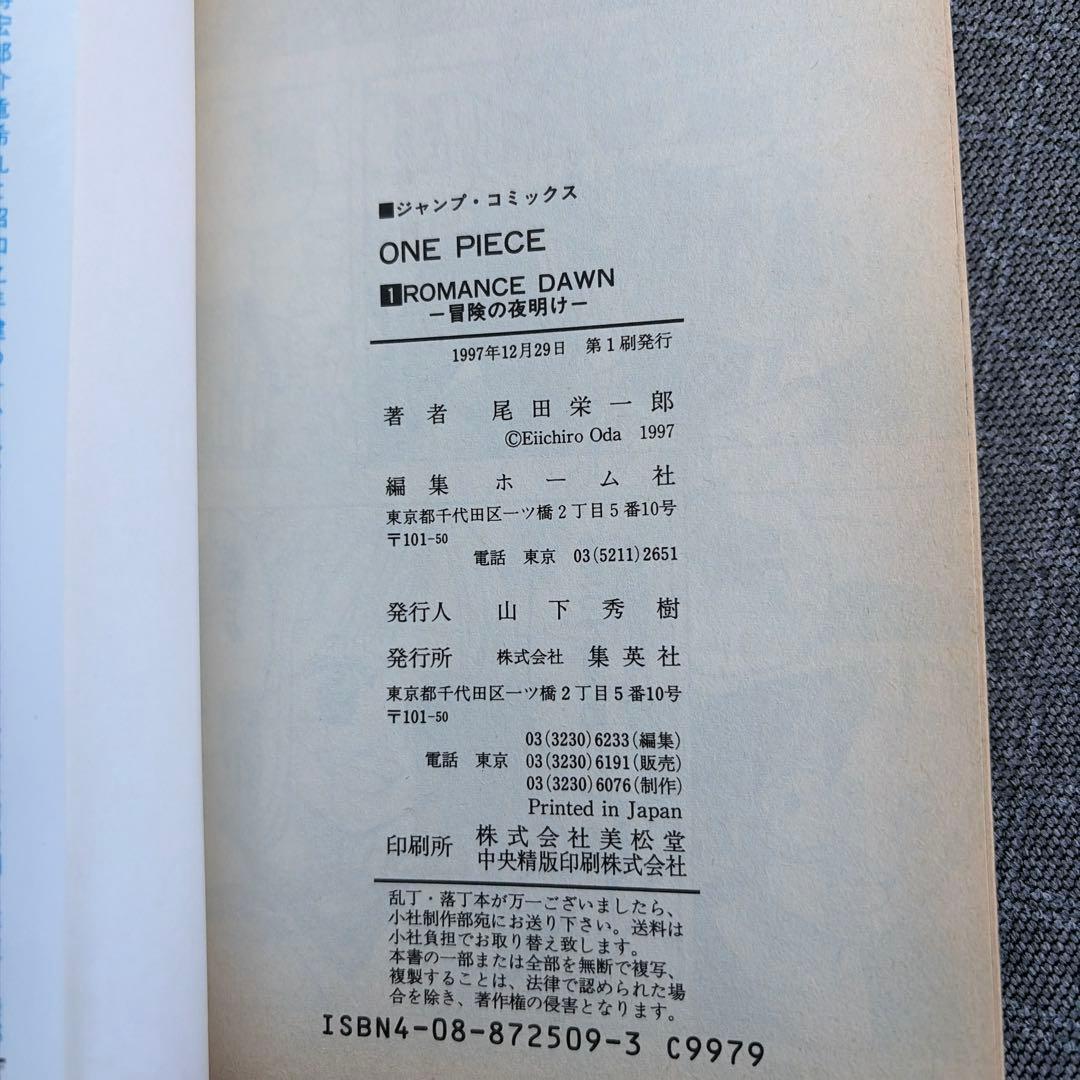 ■ジャンプ・コミックス
ONE PIECE
1 ROMANCE DAWN
ー冒険の夜明けー
1997年12月29日 第1刷発行
著者 尾田栄一郎
©Eiichiro Oda 1997
編集 ホーム社
東京都千代田区一ツ橋2丁目5番10号
〒101-50
電話 東京 03(5211)2651
発行人 山下秀樹
発行所 株式会社 集英社
東京都千代田区一ツ橋2丁目5番10号
〒101-50
03(3230)6233(編集)
電話 東京 03(3230)6191(販売)
03(3230)6076(制作)
Printed in Japan
印刷所 株式会社美松堂
中央精版印刷株式会社
乱丁・落丁本が万一ございましたら、
小社制作部宛にお送り下さい。送料は
小社負担でお取り替え致します。
本書の一部または全部を無断で複写、
複製することは、法律で認められた場
合を除き、著作権の侵害となります。
ISBN4-08-872509-3 C9979